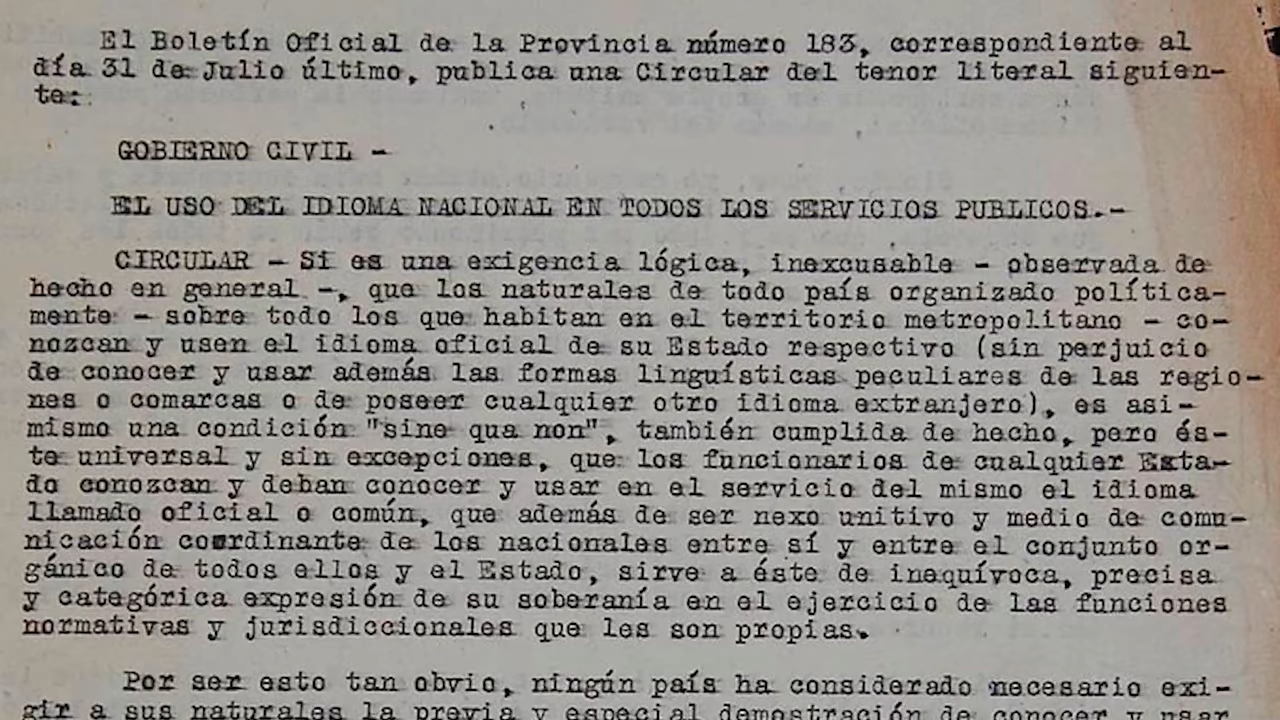 El Boletín Oficial de la Provincia número 183, correspondiente al
día 31 de Julio último, publica una Circular del tenor literal siguien-
te:
GOBIERNO CIVIL -
EL USO DEL IDIOMA NACIONAL EN TODOS LOS SERVICIOS PUBLICOS.-
CIRCULAR - Si es una exigencia lógica, inexcusable - observada de
hecho en general -, que los naturales de todo país organizado política-
mente - sobre todo los que habitan en el territorio metropolitano - co-
nozcan y usen el idioma oficial de su Estado respectivo (sin perjuicio
de conocer y usar además las formas linguísticas peculiares de las regio-
nes o comarcas o de poseer cualquier otro idioma extranjero), es asi-
mismo una condición "sine qua non", también cumplida de hecho, pero és-
te universal y sin excepciones, que los funcionarios de cualquier Esta-
do conozcan y deban conocer y usar en el servicio del mismo el idioma
llamado oficial o común, que además de ser nexo unitivo y medio de comu-
nicación coordinante de los nacionales entre sí y entre el conjunto or-
gánico de todos ellos y el Estado, sirve a éste de inequívoca, precisa
y categórica expresión de su soberanía en el ejercicio de las funciones
normativas y jurisdiccionales que les son propias.
Por ser esto tan obvio, ningún país ha considerado necesario exi-
gir a sus naturales la previa y especial demostración de conocer y usar